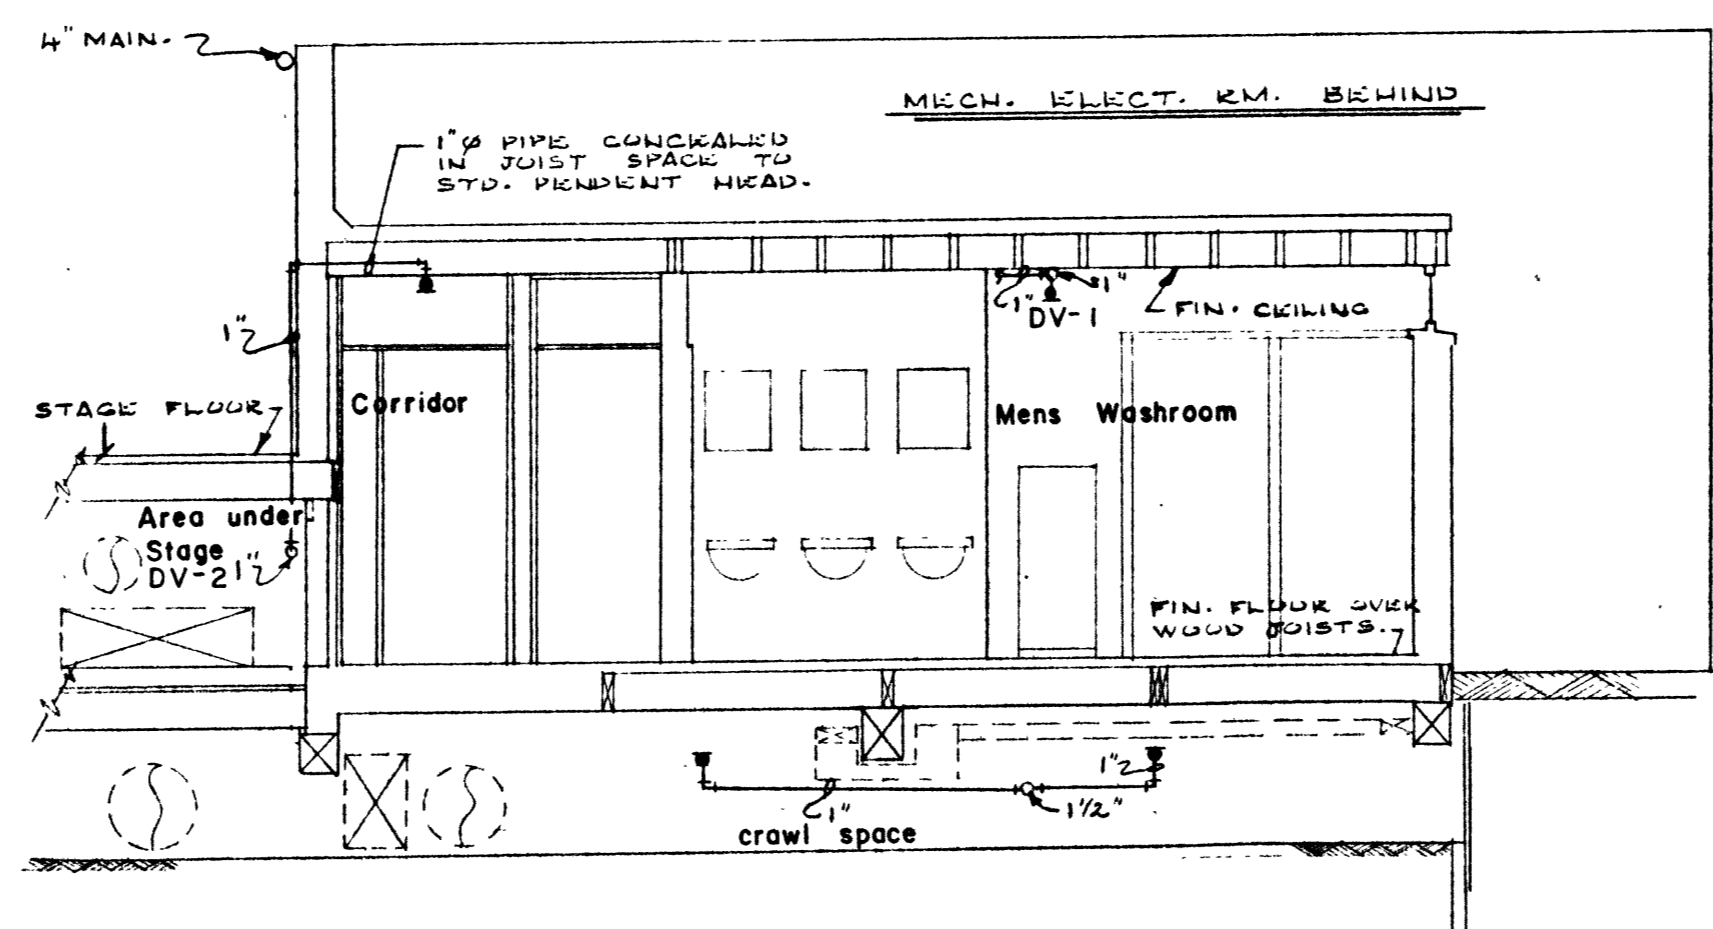 4" MAIN.
MECH. ELECT. RM. BEHIND
1"ø PIPE CONCEALED
IN JOIST SPACE TO
STD. PENDENT HEAD.
1"
1"
1"
DV-1
FIN. CEILING
STAGE FLOOR
Corridor
Mens Washroom
Area under
Stage
DV-2 1"
FIN. FLOOR OVER
WOOD JOISTS.
1"
1"
1 1/2"
crawl space